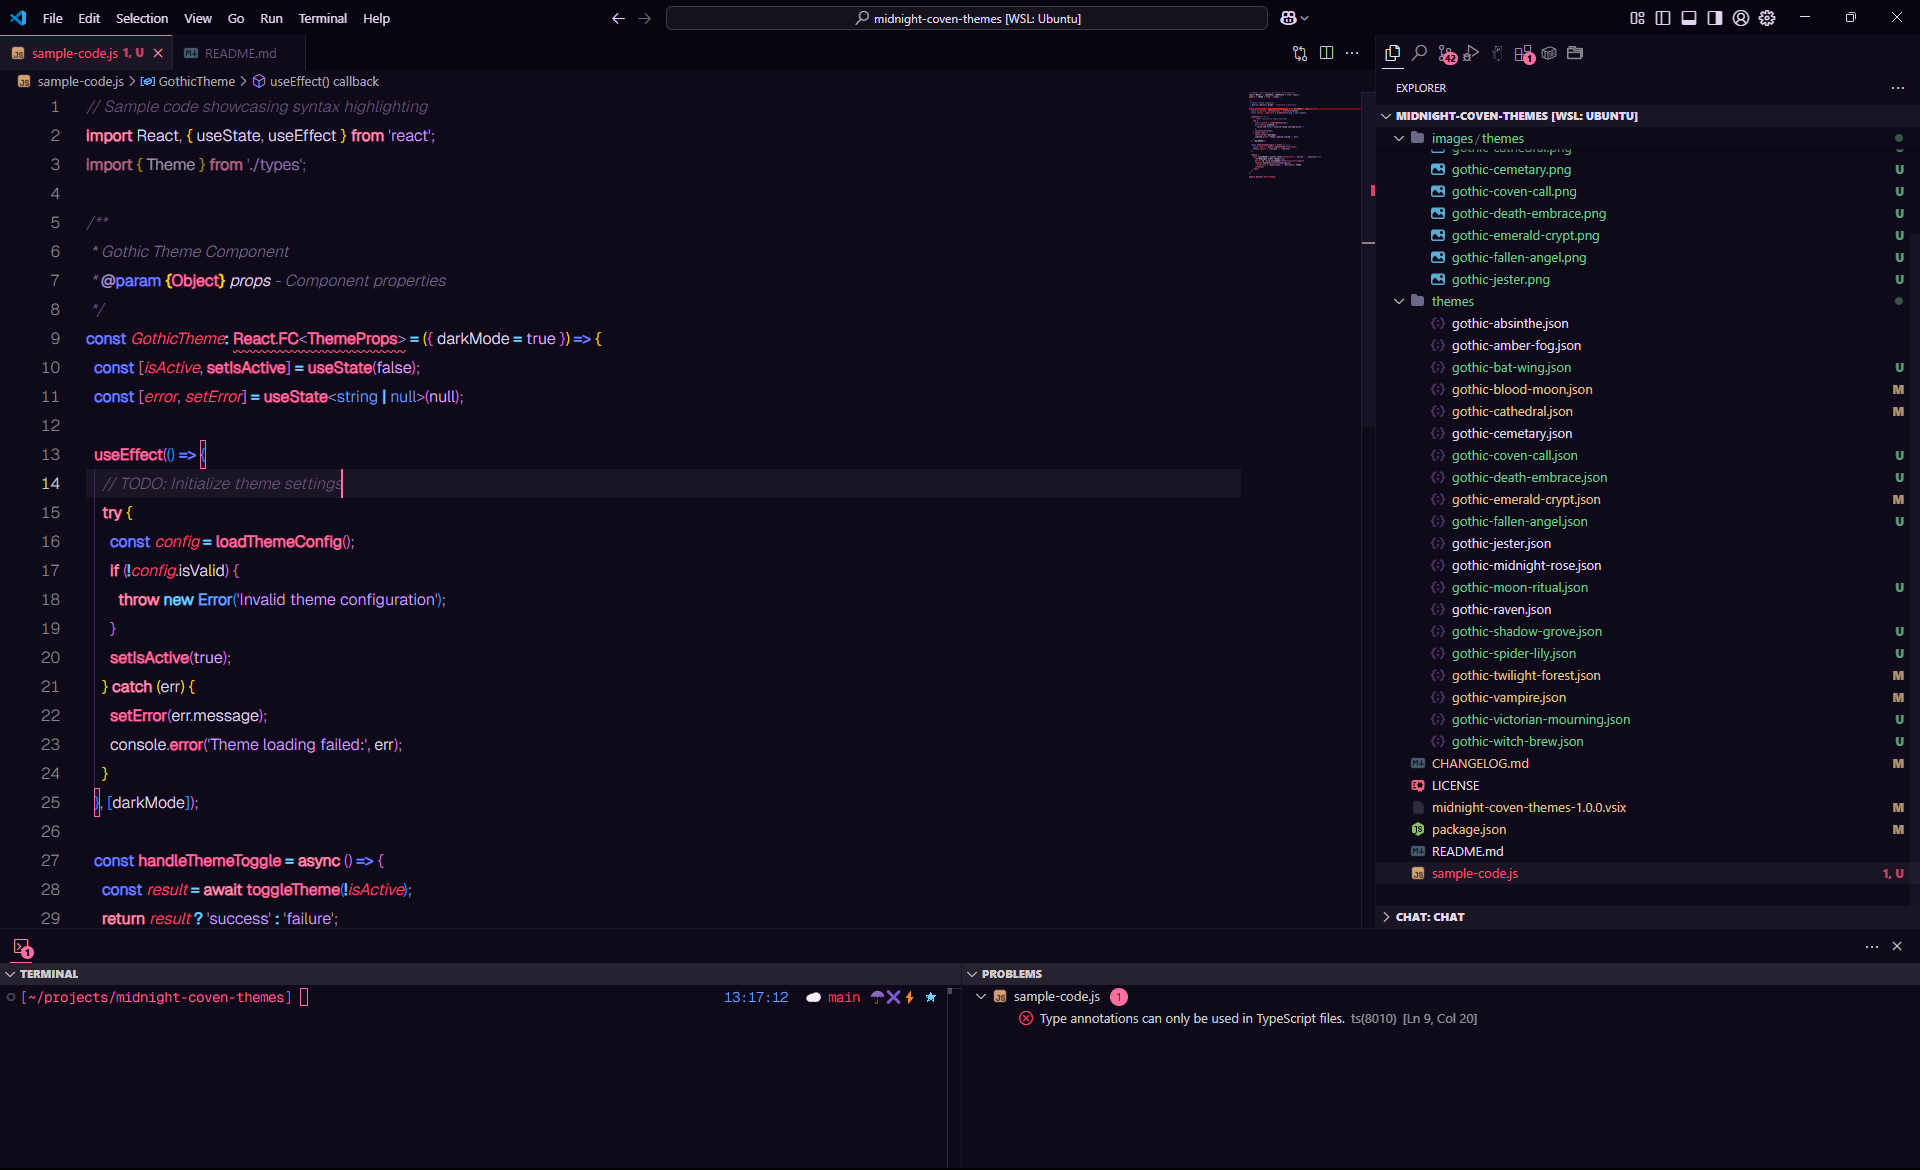 File Edit Selection View Go Run Terminal Help
midnight-coven-themes [WSL: Ubuntu]
sample-code.js 1, U
README.md
sample-code.js > GothicTheme > useEffect() callback
1 // Sample code showcasing syntax highlighting
2 import React, { useState, useEffect } from 'react';
3 import { Theme } from './types';
4
5 /**
6 * Gothic Theme Component
7 * @param {Object} props - Component properties
8 */
9 const GothicTheme: React.FC<ThemeProps> = ({ darkMode = true }) => {
10 const [isActive, setIsActive] = useState(false);
11 const [error, setError] = useState<string | null>(null);
12
13 useEffect(() => {
14 // TODO: Initialize theme settings
15 try {
16 const config = loadThemeConfig();
17 if (!config.isValid) {
18 throw new Error('Invalid theme configuration');
19 }
20 setIsActive(true);
21 } catch (err) {
22 setError(err.message);
23 console.error('Theme loading failed:', err);
24 }
25 }, [darkMode]);
26
27 const handleThemeToggle = async () => {
28 const result = await toggleTheme(!isActive);
29 return result ? 'success' : 'failure';
42
1
EXPLORER
MIDNIGHT-COVEN-THEMES [WSL: UBUNTU]
images / themes
gothic-cathedral.png U
gothic-cemetary.png U
gothic-coven-call.png U
gothic-death-embrace.png U
gothic-emerald-crypt.png U
gothic-fallen-angel.png U
gothic-jester.png U
themes
gothic-absinthe.json
gothic-amber-fog.json
gothic-bat-wing.json U
gothic-blood-moon.json M
gothic-cathedral.json M
gothic-cemetary.json
gothic-coven-call.json U
gothic-death-embrace.json U
gothic-emerald-crypt.json M
gothic-fallen-angel.json U
gothic-jester.json
gothic-midnight-rose.json
gothic-moon-ritual.json U
gothic-raven.json
gothic-shadow-grove.json U
gothic-spider-lily.json U
gothic-twilight-forest.json M
gothic-vampire.json M
gothic-victorian-mourning.json U
gothic-witch-brew.json U
CHANGELOG.md M
LICENSE
midnight-coven-themes-1.0.0.vsix M
package.json M
README.md
sample-code.js 1, U
CHAT: CHAT
1
TERMINAL
[~/projects/midnight-coven-themes]
13:17:12 main
PROBLEMS
sample-code.js 1
Type annotations can only be used in TypeScript files. ts(8010) [Ln 9, Col 20]